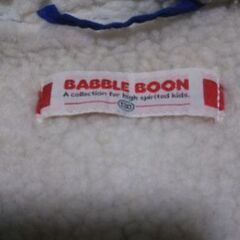 BABBLE BOON
A collection for high spirited kids.